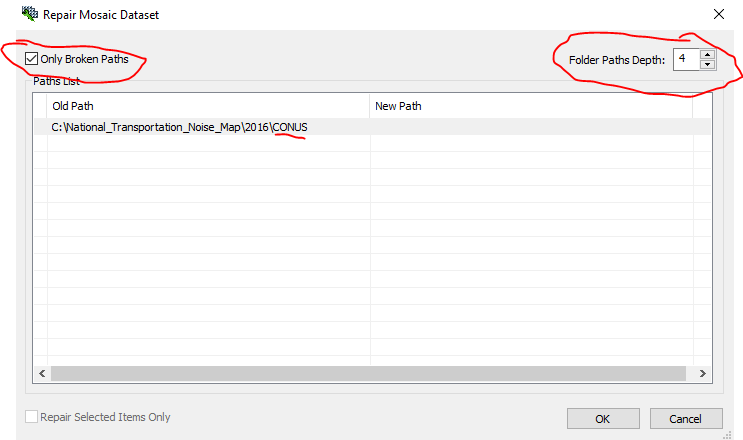 Repair Mosaic Dataset
Only Broken Paths
Folder Paths Depth: 4
Paths List
Old Path New Path
C:\National_Transportation_Noise_Map\2016\CONUS
Repair Selected Items Only
OK Cancel